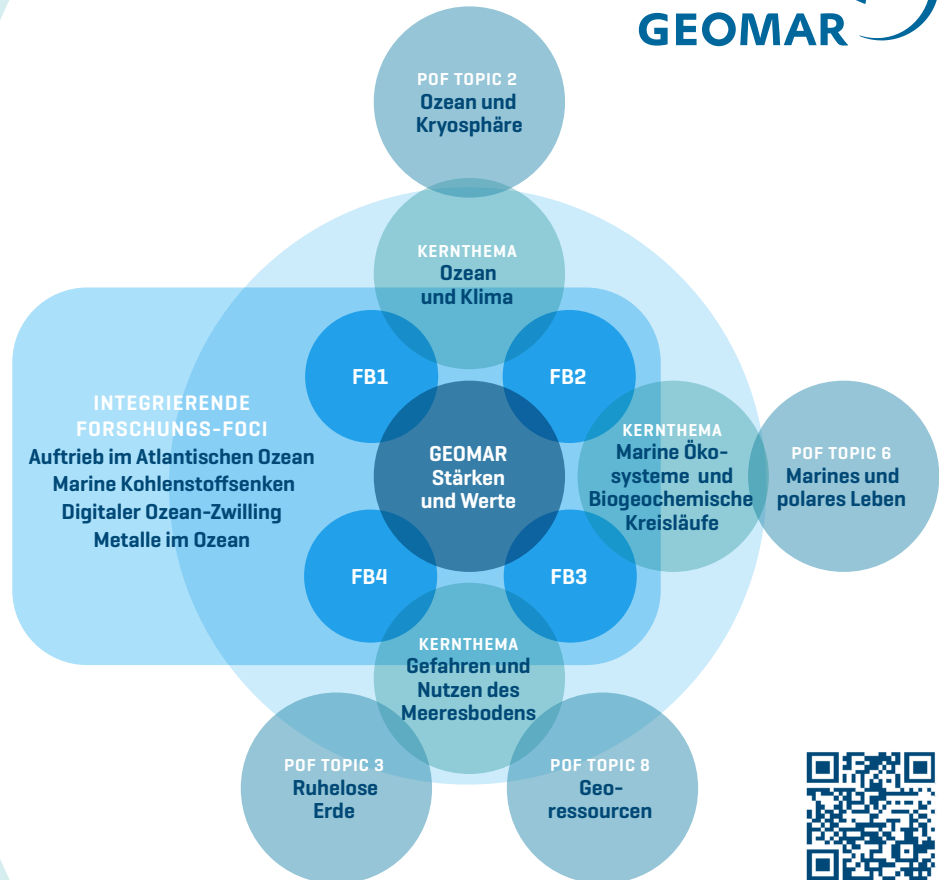 GEOMAR
POF TOPIC 2
Ozean und
Kryosphäre
KERNTHEMA
Ozean
und Klima
FB1
FB2
INTEGRIERENDE
FORSCHUNGS-FOCI
Auftrieb im Atlantischen Ozean
Marine Kohlenstoffsenken
Digitaler Ozean-Zwilling
Metalle im Ozean
GEOMAR
Stärken
und Werte
KERNTHEMA
Marine Öko-
systeme und
Biogeochemische
Kreisläufe
POF TOPIC 6
Marines und
polares Leben
FB4
FB3
KERNTHEMA
Gefahren und
Nutzen des
Meeresbodens
POF TOPIC 3
Ruhelose
Erde
POF TOPIC 8
Geo-
ressourcen